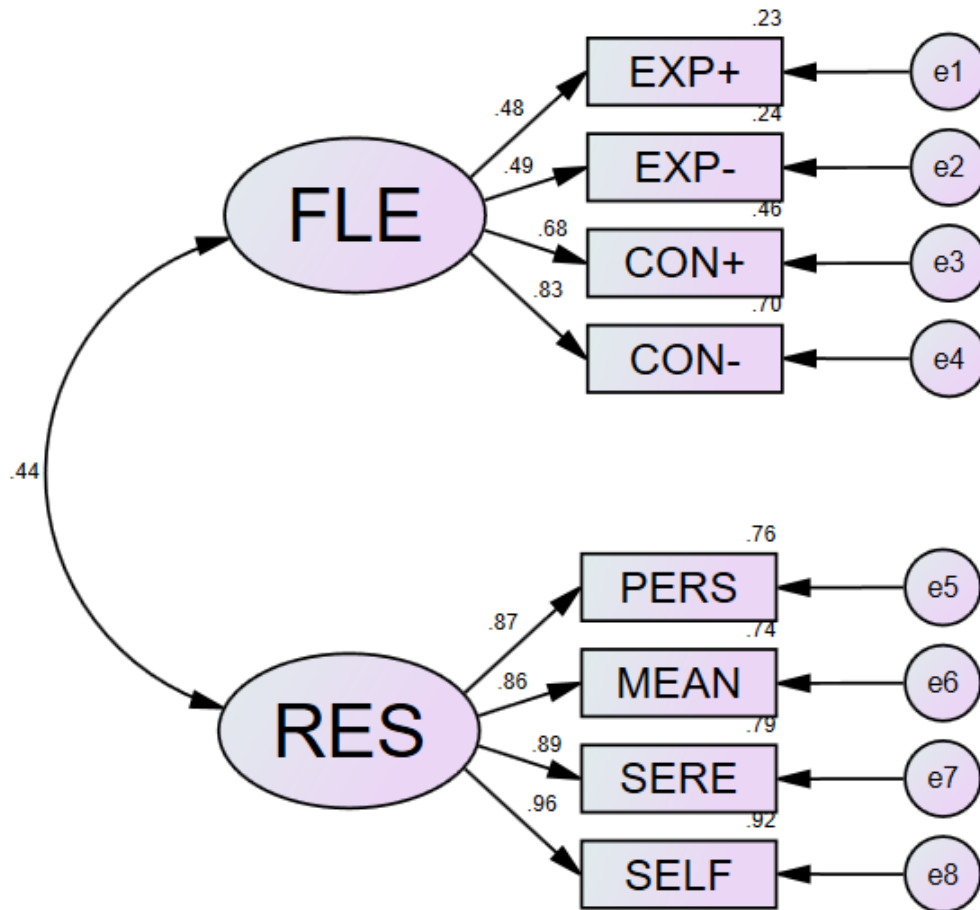 .23
EXP+
e1
.48
.24
EXP-
e2
.49
.46
FLE
.68
CON+
e3
.83
.70
CON-
e4
.44
.76
PERS
e5
.87
.74
MEAN
e6
.86
.79
RES
.89
SERE
e7
.96
.92
SELF
e8